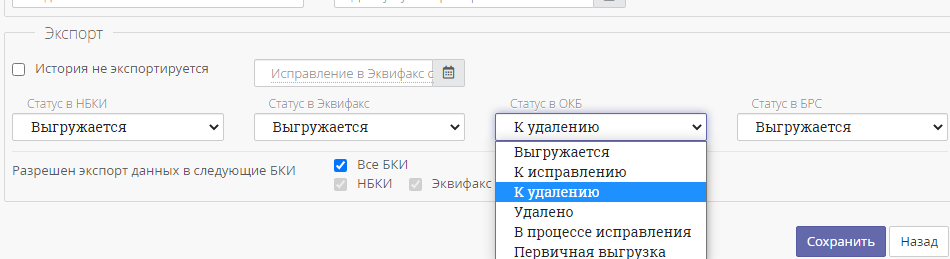 Экспорт
История не экспортируется
Исправление в Эквифакс с
Статус в НБКИ
Статус в Эквифакс
Статус в ОКБ
Статус в БРС
Выгружается
Выгружается
К удалению
Выгружается
Выгружается
К исправлению
К удалению
Удалено
В процессе исправления
Первичная выгрузка
Разрешен экспорт данных в следующие БКИ
Все БКИ
НБКИ
Эквифакс
Сохранить
Назад